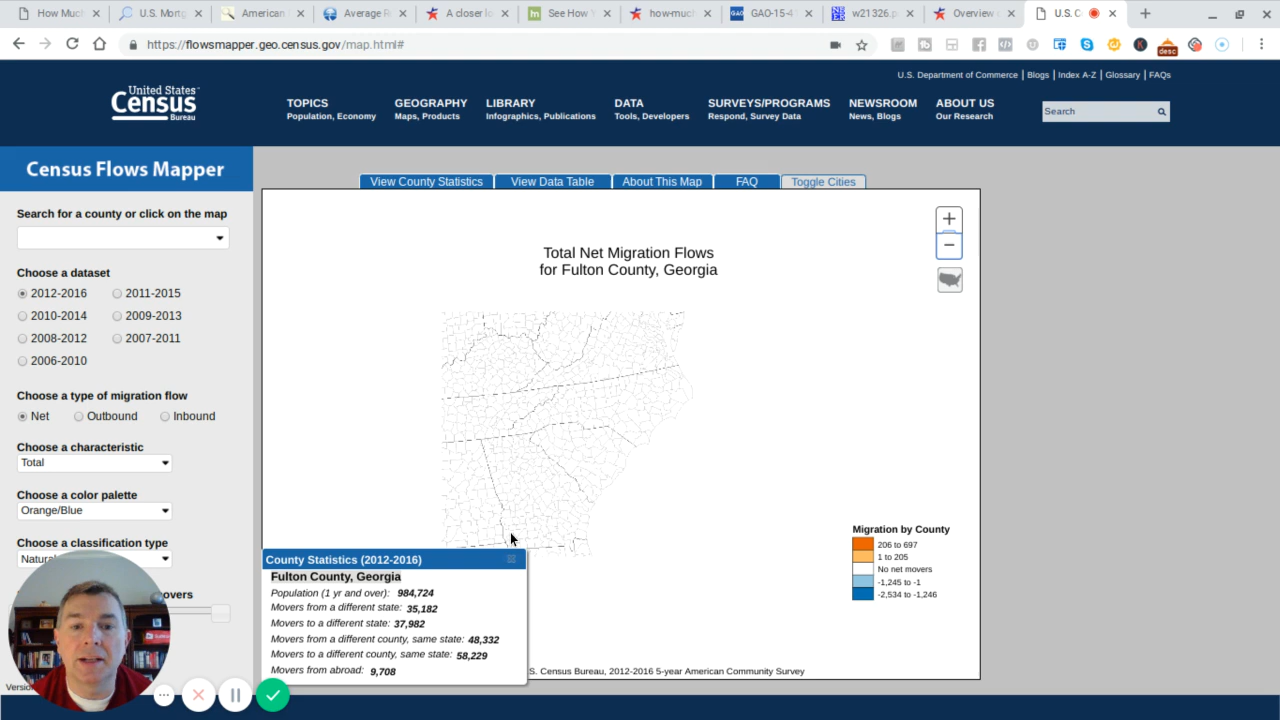 How Much
U.S. Mortg
American
Average R
A closer lo
See How Y
how-much
GAO
GAO-15-4
NB
ER
w21326.p
Overview o
U.S. C
https://flowsmapper.geo.census.gov/map.html#
desc
U.S. Department of Commerce | Blogs | Index A-Z | Glossary | FAQs
United States™
Census
Bureau
TOPICS
Population, Economy
GEOGRAPHY
Maps, Products
LIBRARY
Infographics, Publications
DATA
Tools, Developers
SURVEYS/PROGRAMS
Respond, Survey Data
NEWSROOM
News, Blogs
ABOUT US
Our Research
Search
Census Flows Mapper
View County Statistics
View Data Table
About This Map
FAQ
Toggle Cities
Search for a county or click on the map
Choose a dataset
2012-2016
2011-2015
2010-2014
2009-2013
2008-2012
2007-2011
2006-2010
Choose a type of migration flow
Net
Outbound
Inbound
Choose a characteristic
Total
Choose a color palette
Orange/Blue
Choose a classification type
Natur
overs
Versi
Total Net Migration Flows
for Fulton County, Georgia
+
−
Migration by County
206 to 697
1 to 205
No net movers
-1,245 to -1
-2,534 to -1,246
County Statistics (2012-2016)
Fulton County, Georgia
Population (1 yr and over): 984,724
Movers from a different state: 35,182
Movers to a different state: 37,982
Movers from a different county, same state: 48,332
Movers to a different county, same state: 58,229
Movers from abroad: 9,708
S. Census Bureau, 2012-2016 5-year American Community Survey